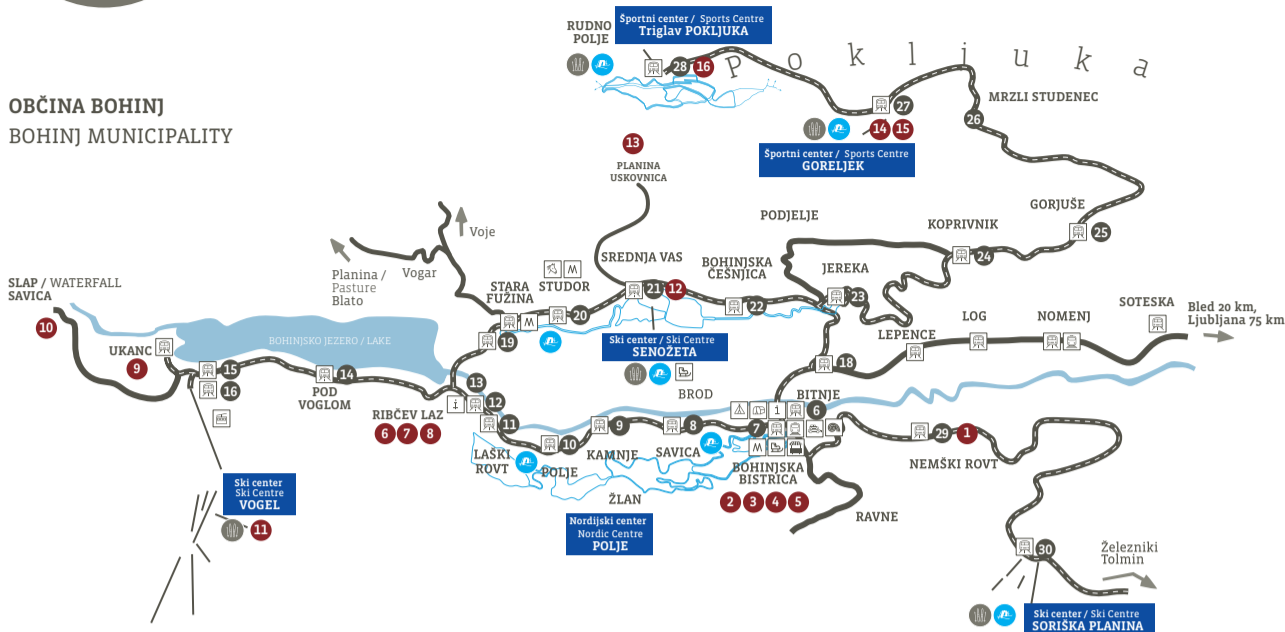 OBČINA BOHINJ
BOHINJ MUNICIPALITY
RUDNO
POLJE
Športni center / Sports Centre
Triglav POKLJUKA
28 16
P o k l j u k a
27
14 15
Športni center / Sports Centre
GORELJEK
MRZLI STUDENEC
26
13
PLANINA
USKOVNICA
GORJUŠE
25
KOPRIVNIK
24
PODJELJE
JEREKA
23
BOHINJSKA
ČEŠNJICA
22
SREDNJA VAS
21 12
Ski center / Ski Centre
SENOŽETA
STUDOR
20
STARA
FUŽINA
19
Voje
Vogar
Planina /
Pasture
Blato
SLAP / WATERFALL
SAVICA
10
UKANC
9
BOHINJSKO JEZERO / LAKE
15
16
14
POD
VOGLOM
13
12
11
RIBČEV LAZ
6 7 8
LAŠKI
ROVT
10
POLJE
9
KAMNJE
8
SAVICA
BROD
7
BITNJE
6
i
BOHINJSKA
BISTRICA
2 3 4 5
ŽLAN
RAVNE
18
LEPENCE
LOG
NOMENJ
SOTESKA
Bled 20 km,
Ljubljana 75 km
29 1
NEMŠKI ROVT
30
Železniki
Tolmin
Ski center / Ski Centre
SORIŠKA PLANINA
Nordijski center
Nordic Centre
POLJE
Ski center
Ski Centre
VOGEL
11